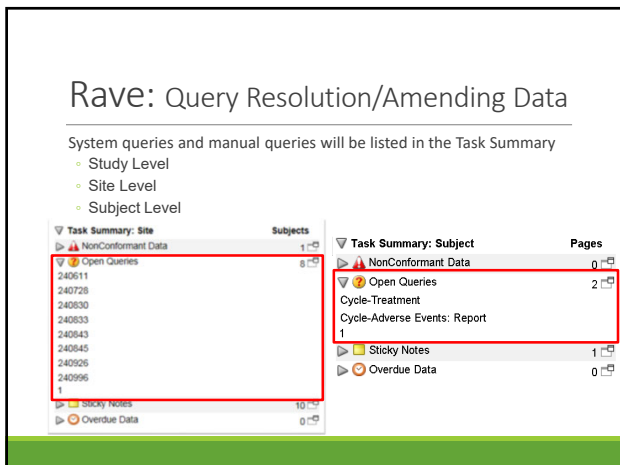 Rave: Query Resolution/Amending Data
System queries and manual queries will be listed in the Task Summary
◦ Study Level
◦ Site Level
◦ Subject Level
Task Summary: Site Subjects
NonConformant Data 1
Open Queries 8
240611
240728
240830
240833
240843
240845
240926
240996
1
Sticky Notes 10
Overdue Data 0
Task Summary: Subject Pages
NonConformant Data 0
Open Queries 2
Cycle-Treatment
Cycle-Adverse Events: Report
1
Sticky Notes 1
Overdue Data 0